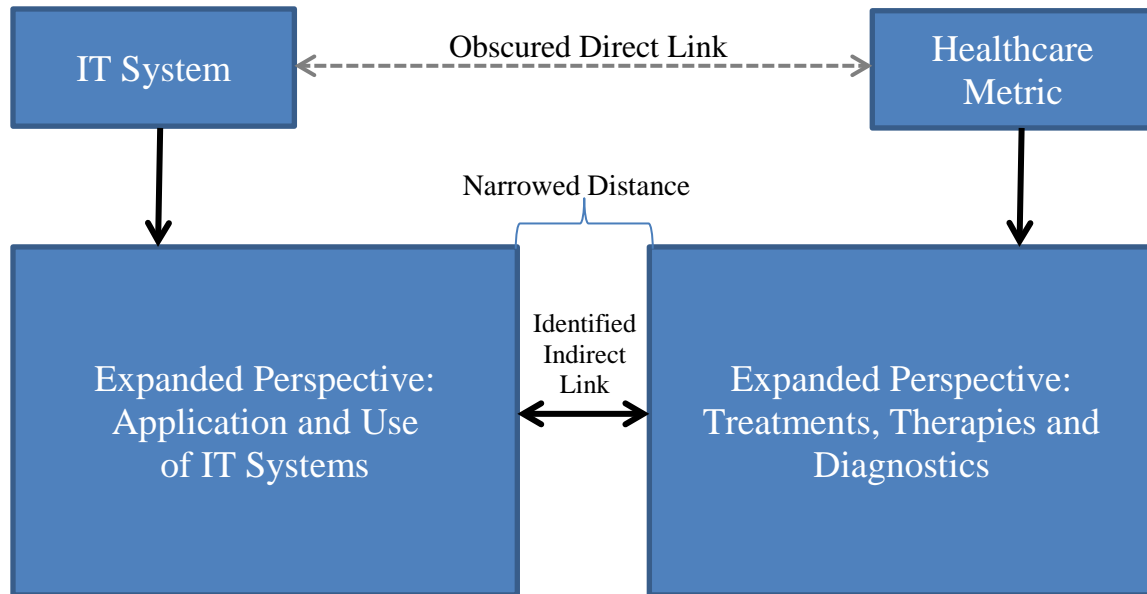 IT System
Obscured Direct Link
Healthcare
Metric
Narrowed Distance
Expanded Perspective:
Application and Use
of IT Systems
Identified
Indirect
Link
Expanded Perspective:
Treatments, Therapies and
Diagnostics